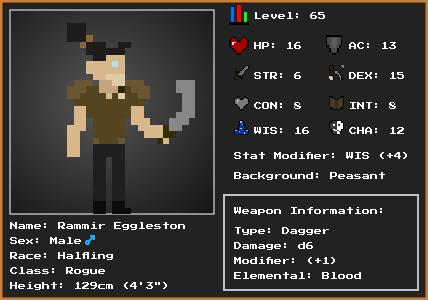 Level: 65
HP: 16
AC: 13
STR: 6
DEX: 15
CON: 8
INT: 8
WIS: 16
CHA: 12
Stat Modifier: WIS (+4)
Background: Peasant
Name: Rammir Eggleston
Sex: Male ♂
Race: Halfling
Class: Rogue
Height: 129cm (4'3")
Weapon Information:
Type: Dagger
Damage: d6
Modifier: (+1)
Elemental: Blood